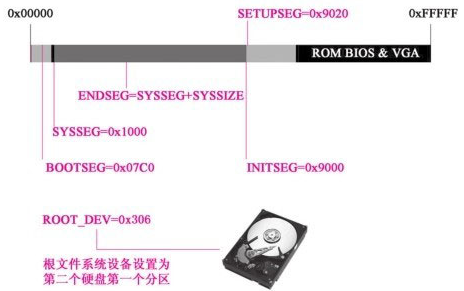 0x00000
SETUPSEG=0x9020
0xFFFFF
ROM BIOS & VGA
ENDSEG=SYSSEG+SYSSIZE
SYSSEG=0x1000
BOOTSEG=0x07C0
INITSEG=0x9000
ROOT_DEV=0x306
根文件系统设备设置为
第二个硬盘第一个分区